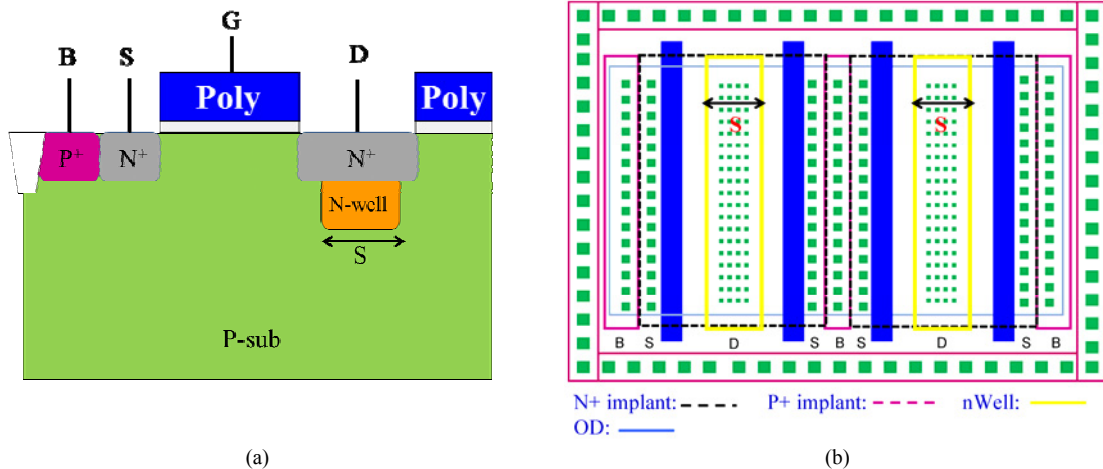 G
B S D
Poly Poly
P+ N+ N+
N-well
S
P-sub
(a)
S S
B S D S B S D S B
N+ implant: P+ implant: nWell:
OD:
(b)